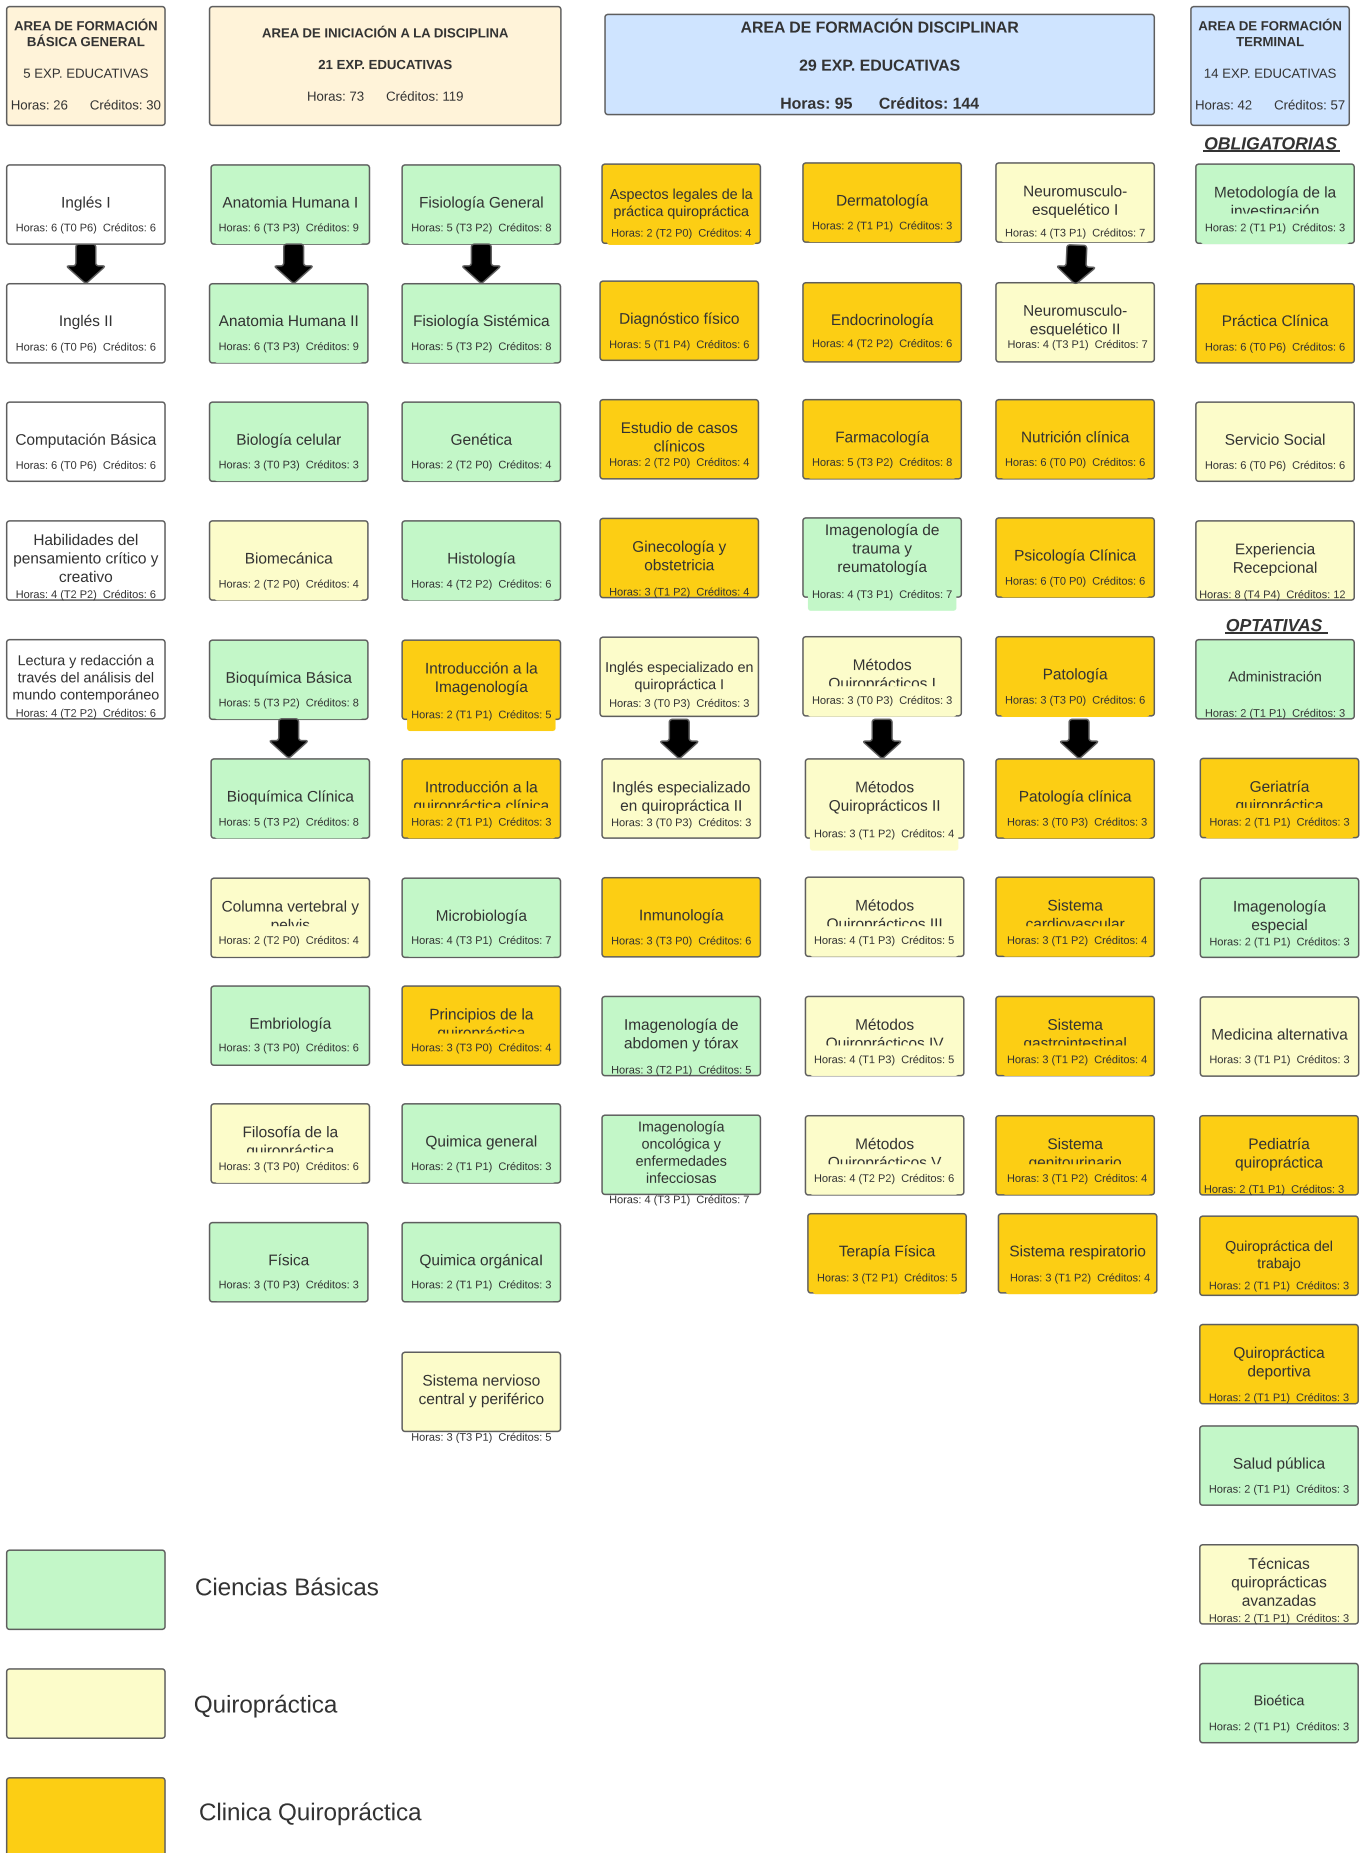 AREA DE FORMACIÓN
BÁSICA GENERAL
5 EXP. EDUCATIVAS
Horas: 26 Créditos: 30
AREA DE INICIACIÓN A LA DISCIPLINA
21 EXP. EDUCATIVAS
Horas: 73 Créditos: 119
AREA DE FORMACIÓN DISCIPLINAR
29 EXP. EDUCATIVAS
Horas: 95 Créditos: 144
AREA DE FORMACIÓN
TERMINAL
14 EXP. EDUCATIVAS
Horas: 42 Créditos: 57
Inglés I
Horas: 6 (T0 P6) Créditos: 6
Inglés II
Horas: 6 (T0 P6) Créditos: 6
Computación Básica
Horas: 6 (T0 P6) Créditos: 6
Habilidades del
pensamiento crítico y
creativo
Horas: 4 (T2 P2) Créditos: 6
Lectura y redacción a
través del análisis del
mundo contemporáneo
Horas: 4 (T2 P2) Créditos: 6
Anatomia Humana I
Horas: 6 (T3 P3) Créditos: 9
Anatomia Humana II
Horas: 6 (T3 P3) Créditos: 9
Biología celular
Horas: 3 (T0 P3) Créditos: 3
Biomecánica
Horas: 2 (T2 P0) Créditos: 4
Bioquímica Básica
Horas: 5 (T3 P2) Créditos: 8
Bioquímica Clínica
Horas: 5 (T3 P2) Créditos: 8
Columna vertebral y
pelvis
Horas: 2 (T2 P0) Créditos: 4
Embriología
Horas: 3 (T3 P0) Créditos: 6
Filosofía de la
quiropráctica
Horas: 3 (T3 P0) Créditos: 6
Física
Horas: 3 (T0 P3) Créditos: 3
Fisiología General
Horas: 5 (T3 P2) Créditos: 8
Fisiología Sistémica
Horas: 5 (T3 P2) Créditos: 8
Genética
Horas: 2 (T2 P0) Créditos: 4
Histología
Horas: 4 (T2 P2) Créditos: 6
Introducción a la
Imagenología
Horas: 2 (T1 P1) Créditos: 5
Introducción a la
quiropráctica clínica
Horas: 2 (T1 P1) Créditos: 3
Microbiología
Horas: 4 (T3 P1) Créditos: 7
Principios de la
quiropráctica
Horas: 3 (T3 P0) Créditos: 4
Quimica general
Horas: 2 (T1 P1) Créditos: 3
Quimica orgánical
Horas: 2 (T1 P1) Créditos: 3
Sistema nervioso
central y periférico
Horas: 3 (T3 P1) Créditos: 5
Aspectos legales de la
práctica quiropráctica
Horas: 2 (T2 P0) Créditos: 4
Diagnóstico físico
Horas: 5 (T1 P4) Créditos: 6
Estudio de casos
clínicos
Horas: 2 (T2 P0) Créditos: 4
Ginecología y
obstetricia
Horas: 3 (T1 P2) Créditos: 4
Inglés especializado en
quiropráctica I
Horas: 3 (T0 P3) Créditos: 3
Inglés especializado
en quiropráctica II
Horas: 3 (T0 P3) Créditos: 3
Inmunología
Horas: 3 (T3 P0) Créditos: 6
Imagenología de
abdomen y tórax
Horas: 3 (T2 P1) Créditos: 5
Imagenología
oncológica y
enfermedades
infecciosas
Horas: 4 (T3 P1) Créditos: 7
Dermatología
Horas: 2 (T1 P1) Créditos: 3
Endocrinología
Horas: 4 (T2 P2) Créditos: 6
Farmacología
Horas: 5 (T3 P2) Créditos: 8
Imagenología de
trauma y
reumatología
Horas: 4 (T3 P1) Créditos: 7
Métodos
Quiroprácticos I
Horas: 3 (T0 P3) Créditos: 3
Métodos
Quiroprácticos II
Horas: 3 (T1 P2) Créditos: 4
Métodos
Quiroprácticos III
Horas: 4 (T1 P3) Créditos: 5
Métodos
Quiroprácticos IV
Horas: 4 (T1 P3) Créditos: 5
Métodos
Quiroprácticos V
Horas: 4 (T2 P2) Créditos: 6
Terapía Física
Horas: 3 (T2 P1) Créditos: 5
Neuromusculo-
esquelético I
Horas: 4 (T3 P1) Créditos: 7
Neuromusculo-
esquelético II
Horas: 4 (T3 P1) Créditos: 7
Nutrición clínica
Horas: 6 (T0 P0) Créditos: 6
Psicología Clínica
Horas: 6 (T0 P0) Créditos: 6
Patología
Horas: 3 (T3 P0) Créditos: 6
Patología clínica
Horas: 3 (T0 P3) Créditos: 3
Sistema
cardiovascular
Horas: 3 (T1 P2) Créditos: 4
Sistema
gastrointestinal
Horas: 3 (T1 P2) Créditos: 4
Sistema
genitourinario
Horas: 3 (T1 P2) Créditos: 4
Sistema respiratorio
Horas: 3 (T1 P2) Créditos: 4
OBLIGATORIAS
Metodología de la
investigación
Horas: 2 (T1 P1) Créditos: 3
Práctica Clínica
Horas: 6 (T0 P6) Créditos: 6
Servicio Social
Horas: 6 (T0 P6) Créditos: 6
Experiencia
Recepcional
Horas: 8 (T4 P4) Créditos: 12
OPTATIVAS
Administración
Horas: 2 (T1 P1) Créditos: 3
Geriatría
quiropráctica
Horas: 2 (T1 P1) Créditos: 3
Imagenología
especial
Horas: 2 (T1 P1) Créditos: 3
Medicina alternativa
Horas: 3 (T1 P1) Créditos: 3
Pediatría
quiropráctica
Horas: 2 (T1 P1) Créditos: 3
Quiropráctica del
trabajo
Horas: 2 (T1 P1) Créditos: 3
Quiropráctica
deportiva
Horas: 2 (T1 P1) Créditos: 3
Salud pública
Horas: 2 (T1 P1) Créditos: 3
Técnicas
quiroprácticas
avanzadas
Horas: 2 (T1 P1) Créditos: 3
Bioética
Horas: 2 (T1 P1) Créditos: 3
Ciencias Básicas
Quiropráctica
Clinica Quiropráctica